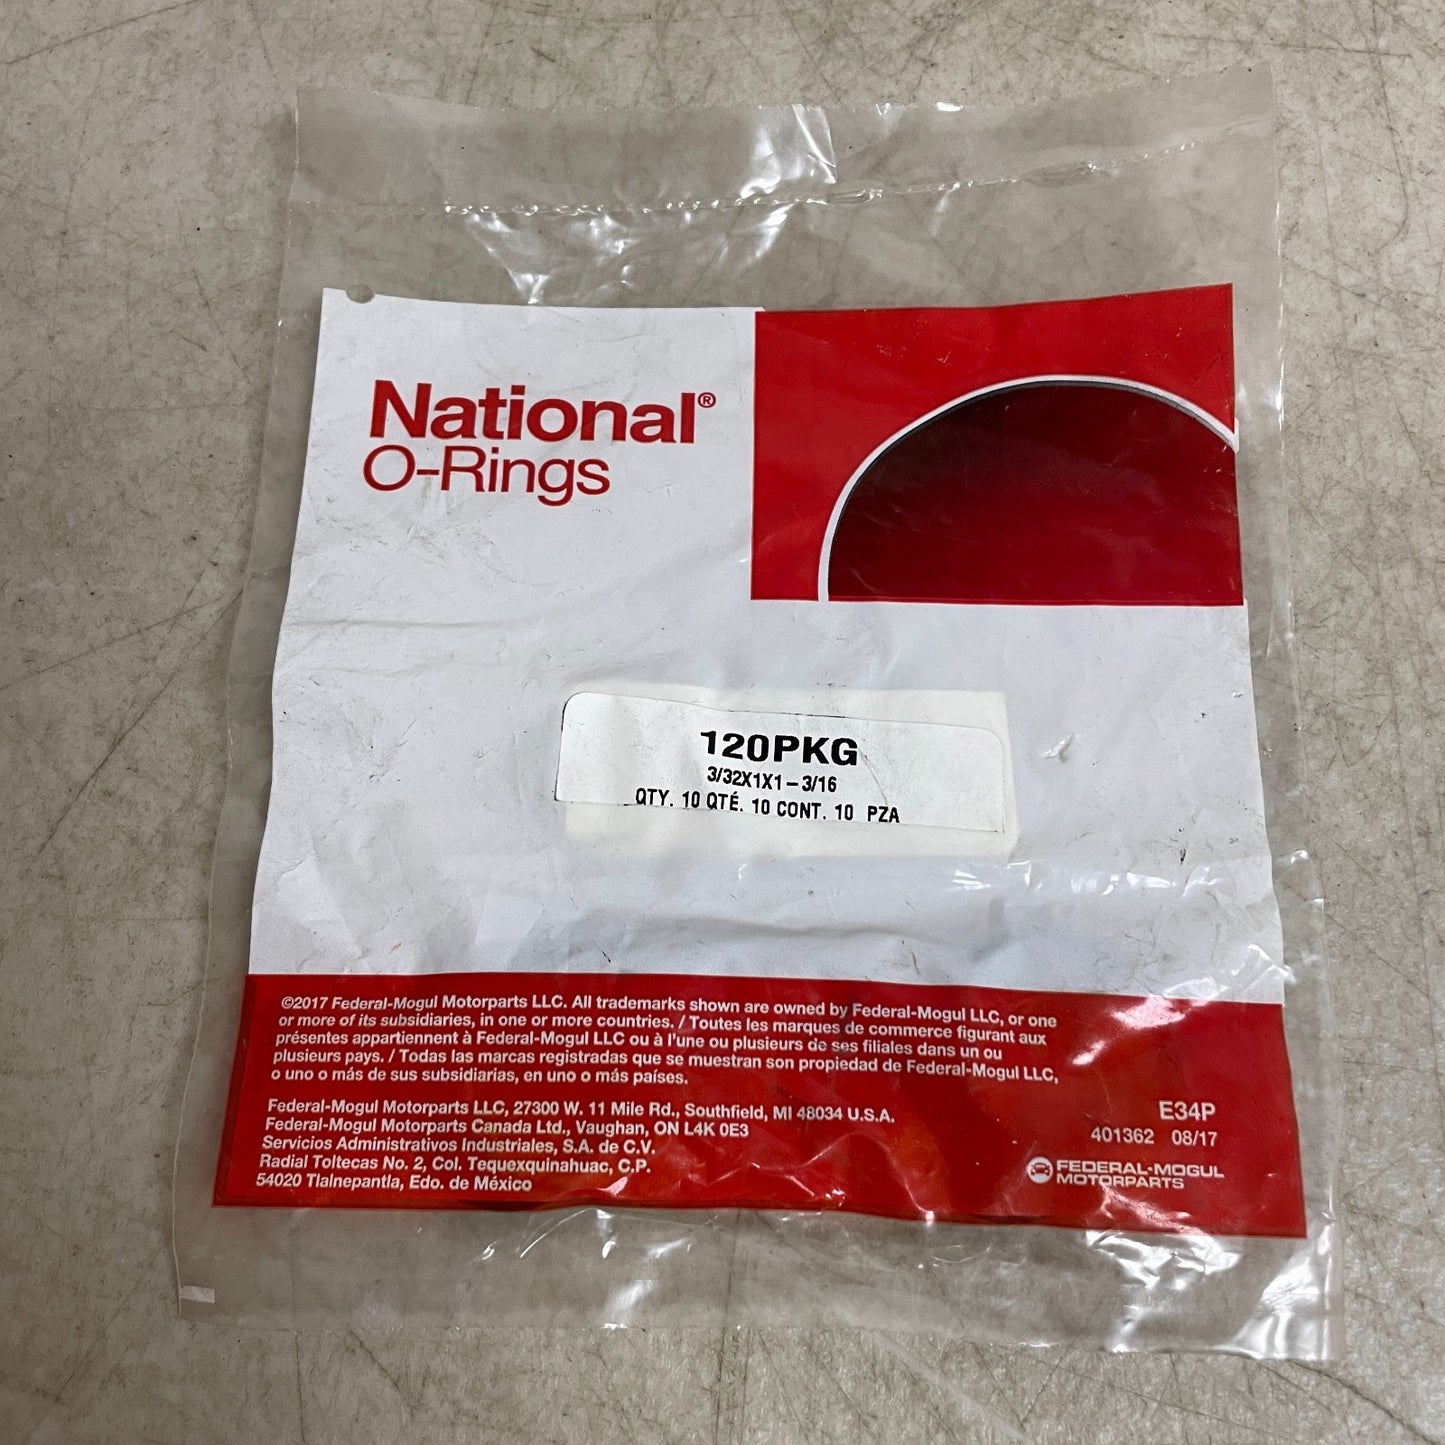 National®
O-Rings
120PKG
3/32X1X1-3/16
QTY. 10 QTÉ. 10 CONT. 10 PZA
©2017 Federal-Mogul Motorparts LLC. All trademarks shown are owned by Federal-Mogul LLC, or one
or more of its subsidiaries, in one or more countries. / Toutes les marques de commerce figurant aux
présentes appartiennent à Federal-Mogul LLC ou à l'une ou plusieurs de ses filiales dans un ou
plusieurs pays. / Todas las marcas registradas que se muestran son propiedad de Federal-Mogul LLC,
o uno o más de sus subsidiarias, en uno o más países.
Federal-Mogul Motorparts LLC, 27300 W. 11 Mile Rd., Southfield, MI 48034 U.S.A.
Federal-Mogul Motorparts Canada Ltd., Vaughan, ON L4K 0E3
Servicios Administrativos Industriales, S.A. de C.V.
Radial Toltecas No. 2, Col. Tequexquinahuac, C.P.
54020 Tlalnepantla, Edo. de México
E34P
401362 08/17
FEDERAL-MOGUL
MOTORPARTS